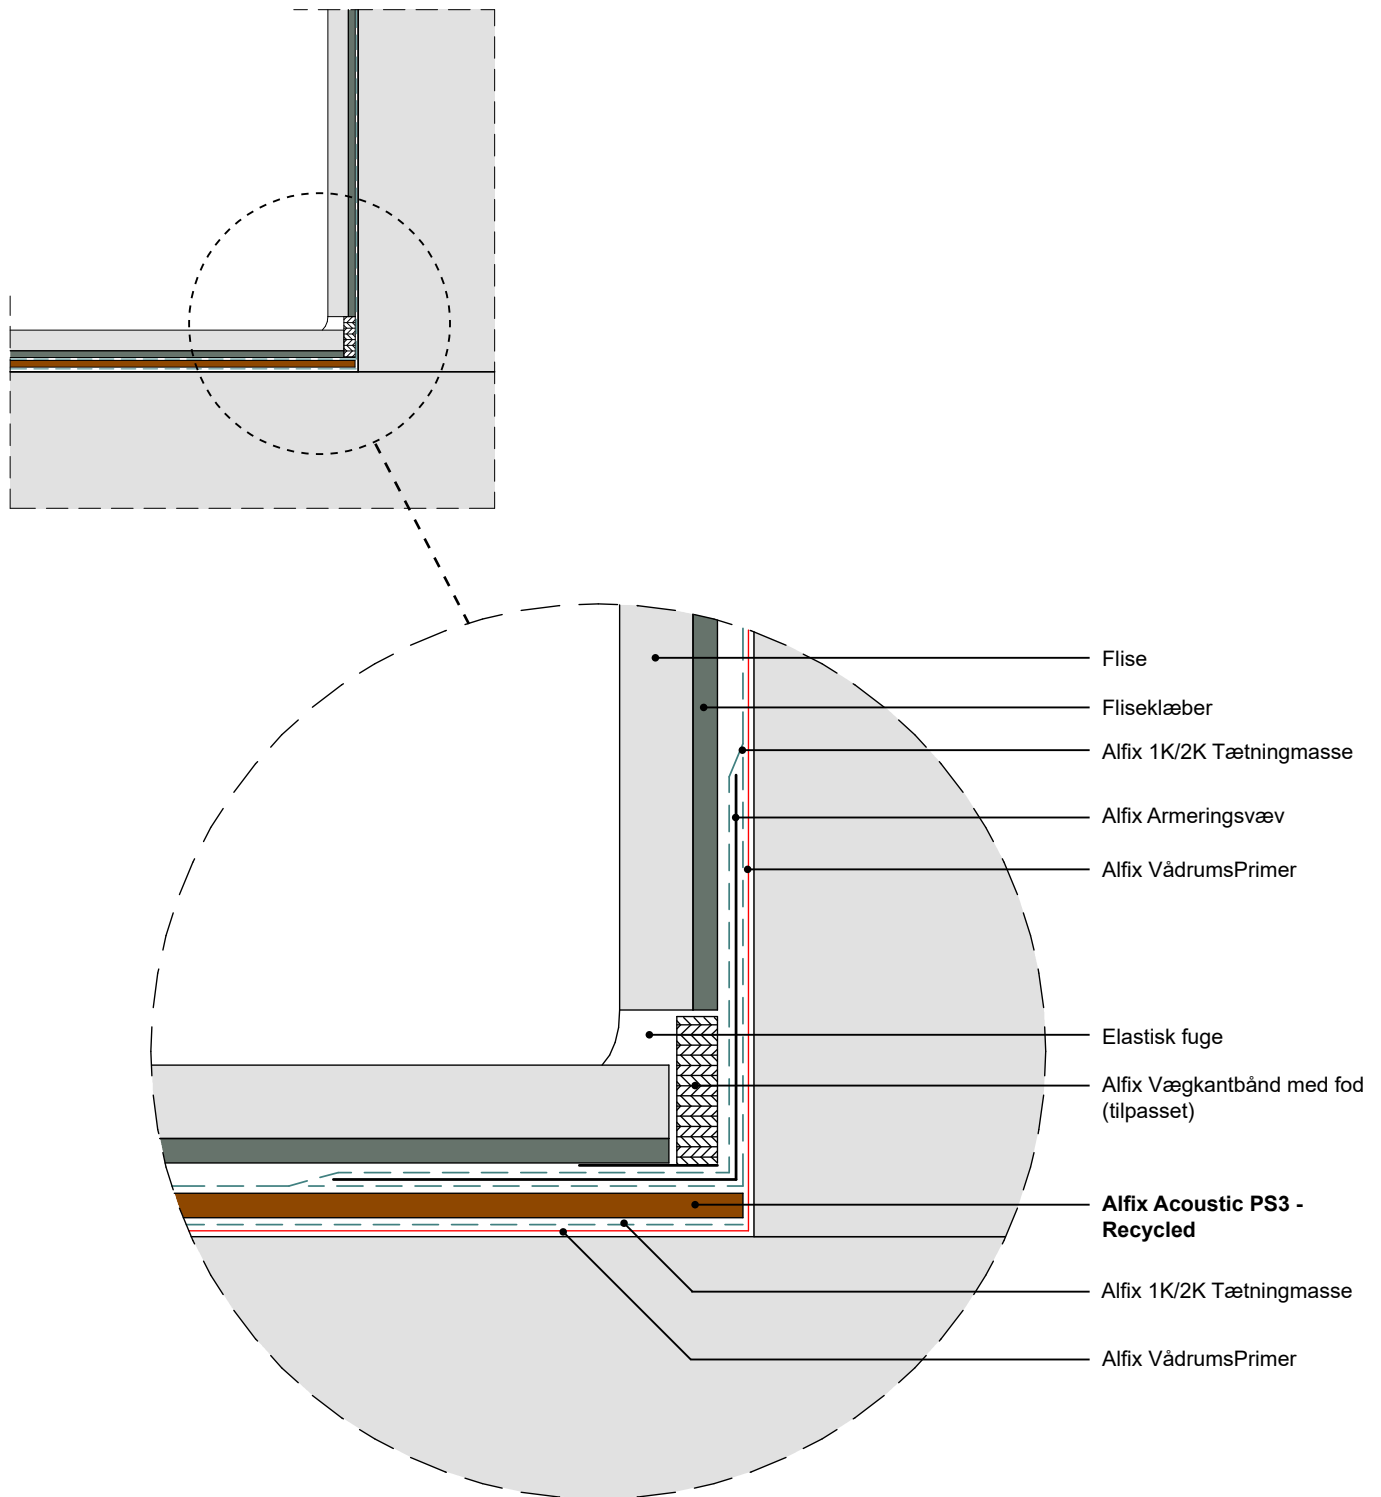 Flise
Fliseklæber
Alfix 1K/2K Tætningmasse
Alfix Armeringsvæv
Alfix VådrumsPrimer
Elastisk fuge
Alfix Vægkantbånd med fod
(tilpasset)
Alfix Acoustic PS3 -
Recycled
Alfix 1K/2K Tætningmasse
Alfix VådrumsPrimer